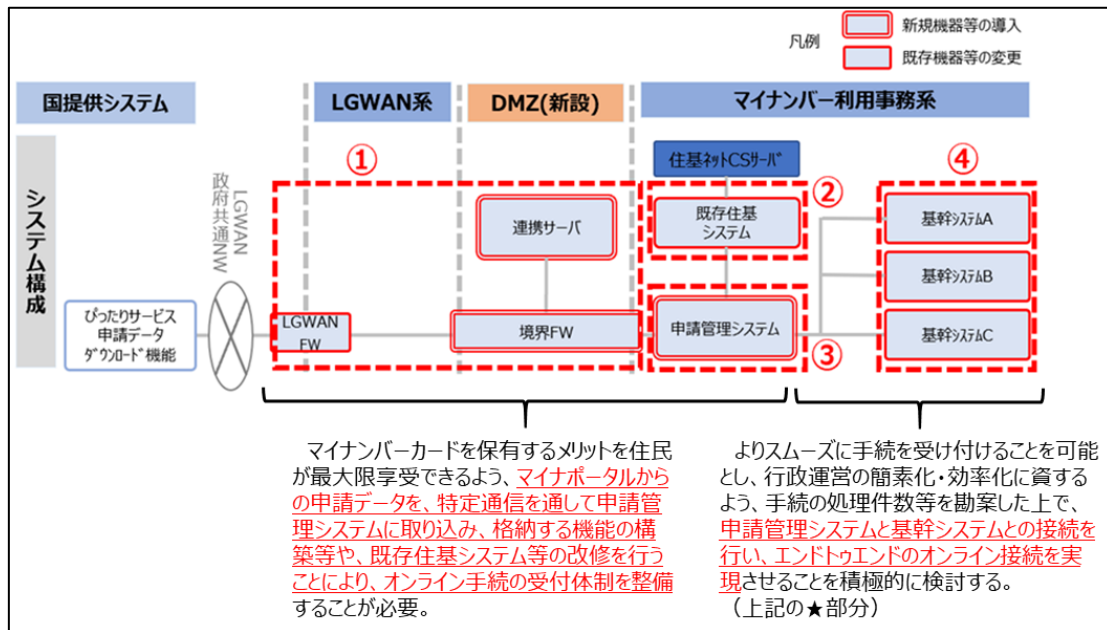 凡例
新規機器等の導入
既存機器等の変更
国提供システム
LGWAN系
DMZ(新設)
マイナンバー利用事務系
システム構成
①
②
③
④
住基ネットCSサーバ
連携サーバ
既存住基
システム
基幹システムA
基幹システムB
基幹システムC
LGWAN
政府共通NW
ぴったりサービス
申請データ
ダウンロード機能
LGWAN
FW
境界FW
申請管理システム
マイナンバーカードを保有するメリットを住民
が最大限享受できるよう、マイナポータルから
の申請データを、特定通信を通して申請管
理システムに取り込み、格納する機能の構
築等や、既存住基システム等の改修を行う
ことにより、オンライン手続の受付体制を整備
することが必要。
よりスムーズに手続を受け付けることを可能
とし、行政運営の簡素化・効率化に資する
よう、手続の処理件数等を勘案した上で、
申請管理システムと基幹システムとの接続を
行い、エンドトゥエンドのオンライン接続を実
現させることを積極的に検討する。
（上記の★部分）